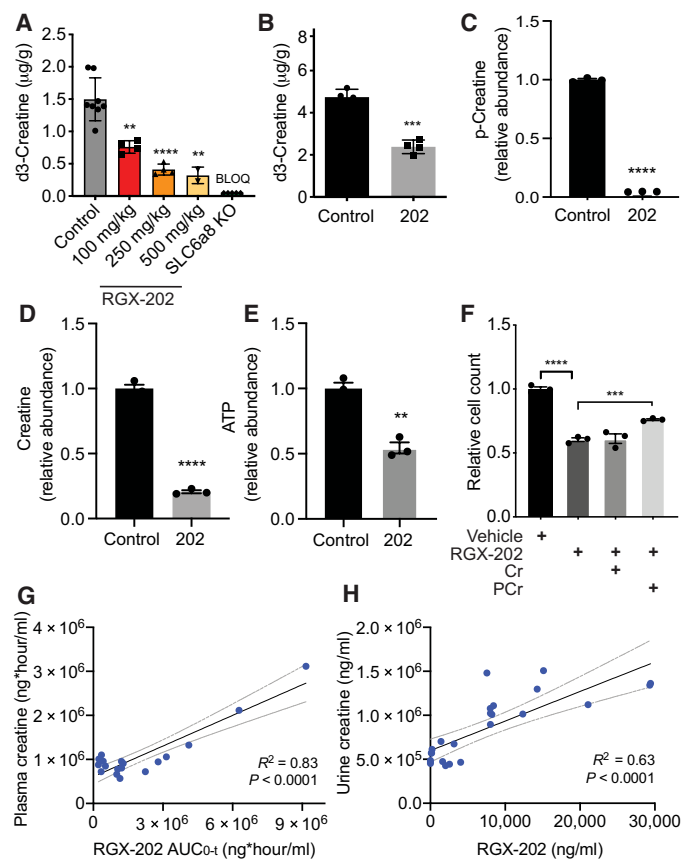 A
d3-Creatine (μg/g)
2.5
2.0
1.5
1.0
0.5
0.0
**
****
**
BLOQ
Control
100 mg/kg
250 mg/kg
500 mg/kg
SLC6a8 KO
RGX-202
B
d3-Creatine (μg/g)
8
6
4
2
0
***
Control
202
C
p-Creatine
(relative abundance)
1.5
1.0
0.5
0.0
****
Control
202
D
Creatine
(relative abundance)
1.5
1.0
0.5
0.0
****
Control
202
E
ATP
(relative abundance)
1.5
1.0
0.5
0.0
**
Control
202
F
Relative cell count
1.5
1.0
0.5
0.0
****
***
Vehicle +
RGX-202 + + +
Cr +
PCr +
G
Plasma creatine (ng*hour/ml)
4 × 10⁶
3 × 10⁶
2 × 10⁶
1 × 10⁶
0
R² = 0.83
P < 0.0001
0
3 × 10⁶
6 × 10⁶
9 × 10⁶
RGX-202 AUC₀₋t (ng*hour/ml)
H
Urine creatine (ng/ml)
2.0 × 10⁶
1.5 × 10⁶
1.0 × 10⁶
5.0 × 10⁵
0.0
R² = 0.63
P < 0.0001
0
10,000
20,000
30,000
RGX-202 (ng/ml)